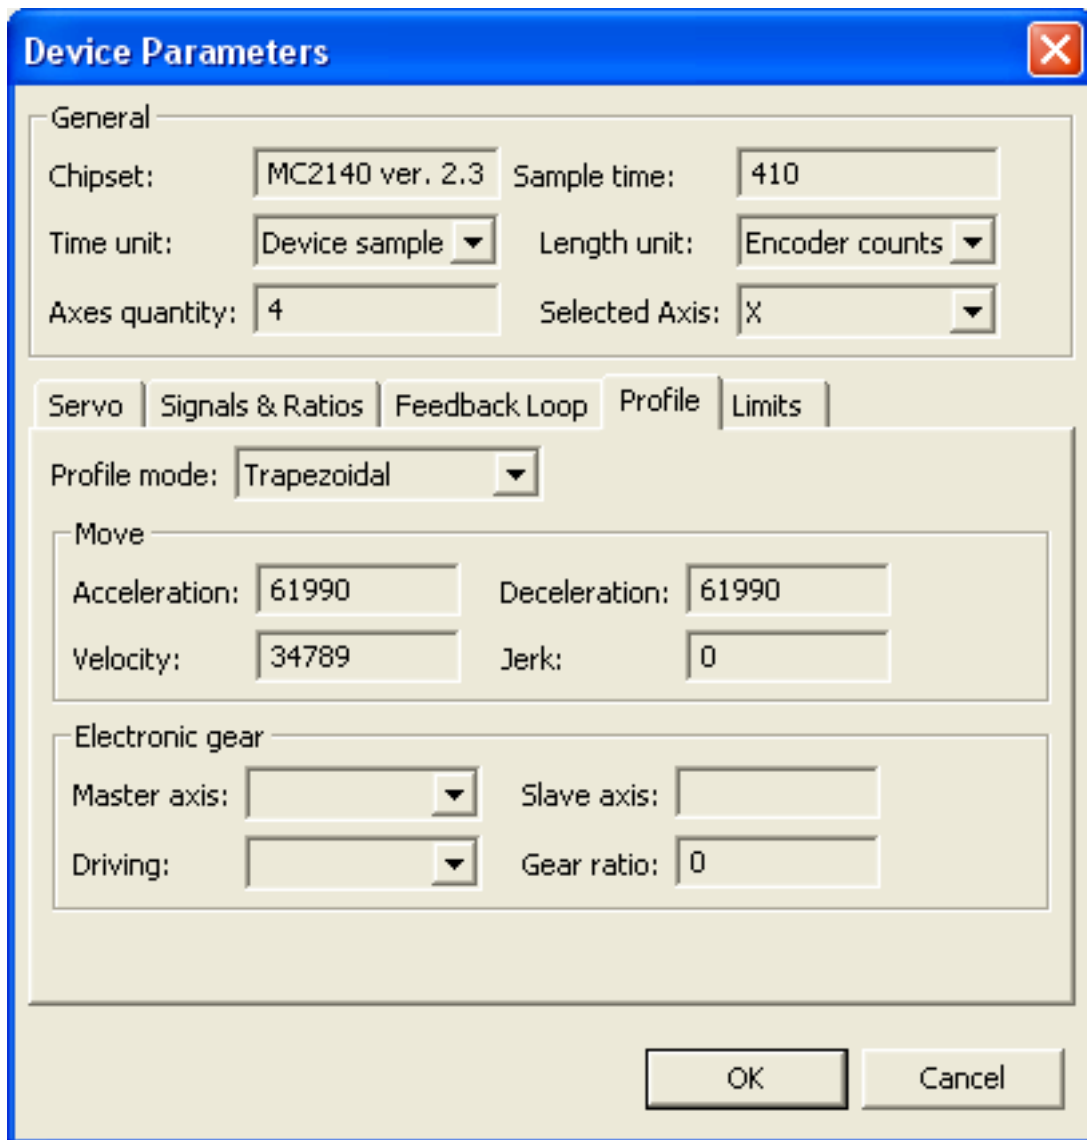 Device Parameters
General
Chipset: MC2140 ver. 2.3 Sample time: 410
Time unit: Device sample Length unit: Encoder counts
Axes quantity: 4 Selected Axis: X
Servo Signals & Ratios Feedback Loop Profile Limits
Profile mode: Trapezoidal
Move
Acceleration: 61990 Deceleration: 61990
Velocity: 34789 Jerk: 0
Electronic gear
Master axis: Slave axis:
Driving: Gear ratio: 0
OK Cancel